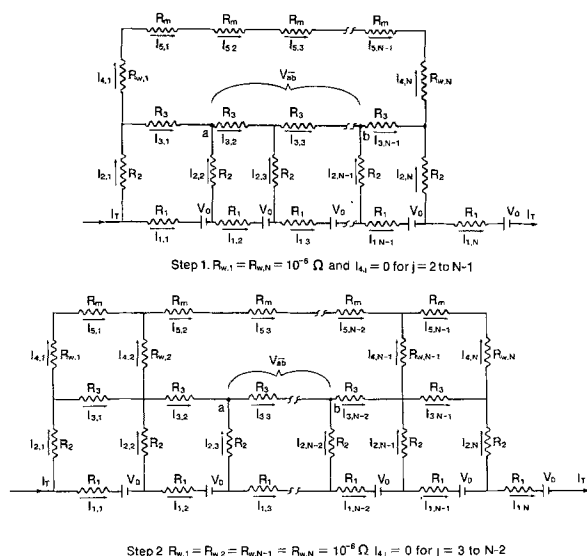 Rm Rm Rm Rm
I5,1 I5,2 I5,3 I5,N-1
I4,1 Rw,1 Vab I4,N Rw,N
R3 R3 R3 R3
a b
I3,1 I3,2 I3,3 I3,N-1
I2,1 R2 I2,2 R2 I2,3 R2 I2,N-1 R2 I2,N R2
IT R1 V0 R1 V0 R1 V0 R1 V0 R1 V0 IT
I1,1 I1,2 I1,3 I1,N-1 I1,N
Step 1. Rw,1 = Rw,N = 10⁻⁶ Ω and I4,j = 0 for j = 2 to N-1
Rm Rm Rm Rm Rm
I5,1 I5,2 I5,3 I5,N-2 I5,N-1
I4,1 Rw,1 I4,2 Rw,2 Vab I4,N-1 Rw,N-1 I4,N Rw,N
R3 R3 R3 R3 R3
a b
I3,1 I3,2 I3,3 I3,N-2 I3,N-1
I2,1 R2 I2,2 R2 I2,3 R2 I2,N-2 R2 I2,N-1 R2 I2,N R2
IT R1 V0 R1 V0 R1 R1 V0 R1 V0 R1 V0 IT
I1,1 I1,2 I1,3 I1,N-2 I1,N-1 I1,N
Step 2 Rw,1 = Rw,2 = Rw,N-1 = Rw,N = 10⁻⁶ Ω I4,j = 0 for j = 3 to N-2